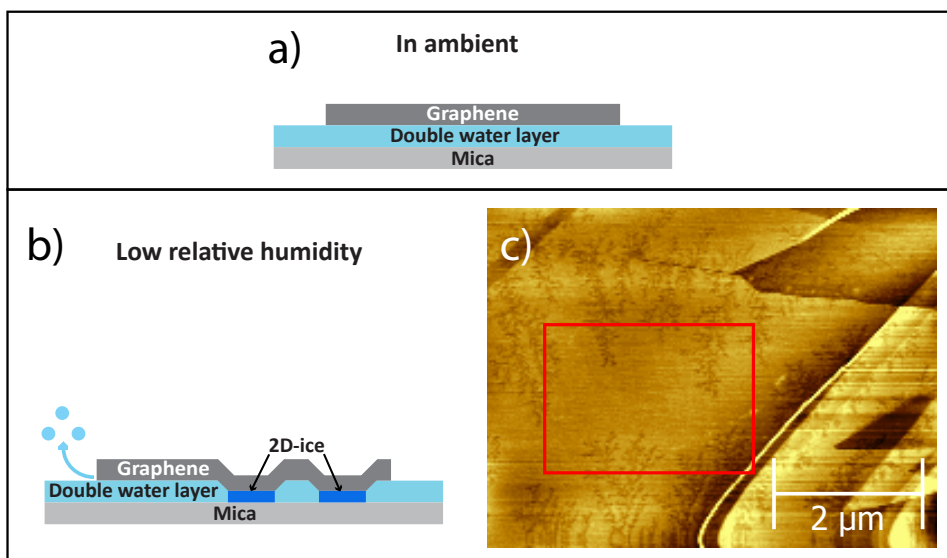 a)
In ambient
Graphene
Double water layer
Mica
b)
Low relative humidity
2D-ice
Graphene
Double water layer
Mica
c)
2 μm